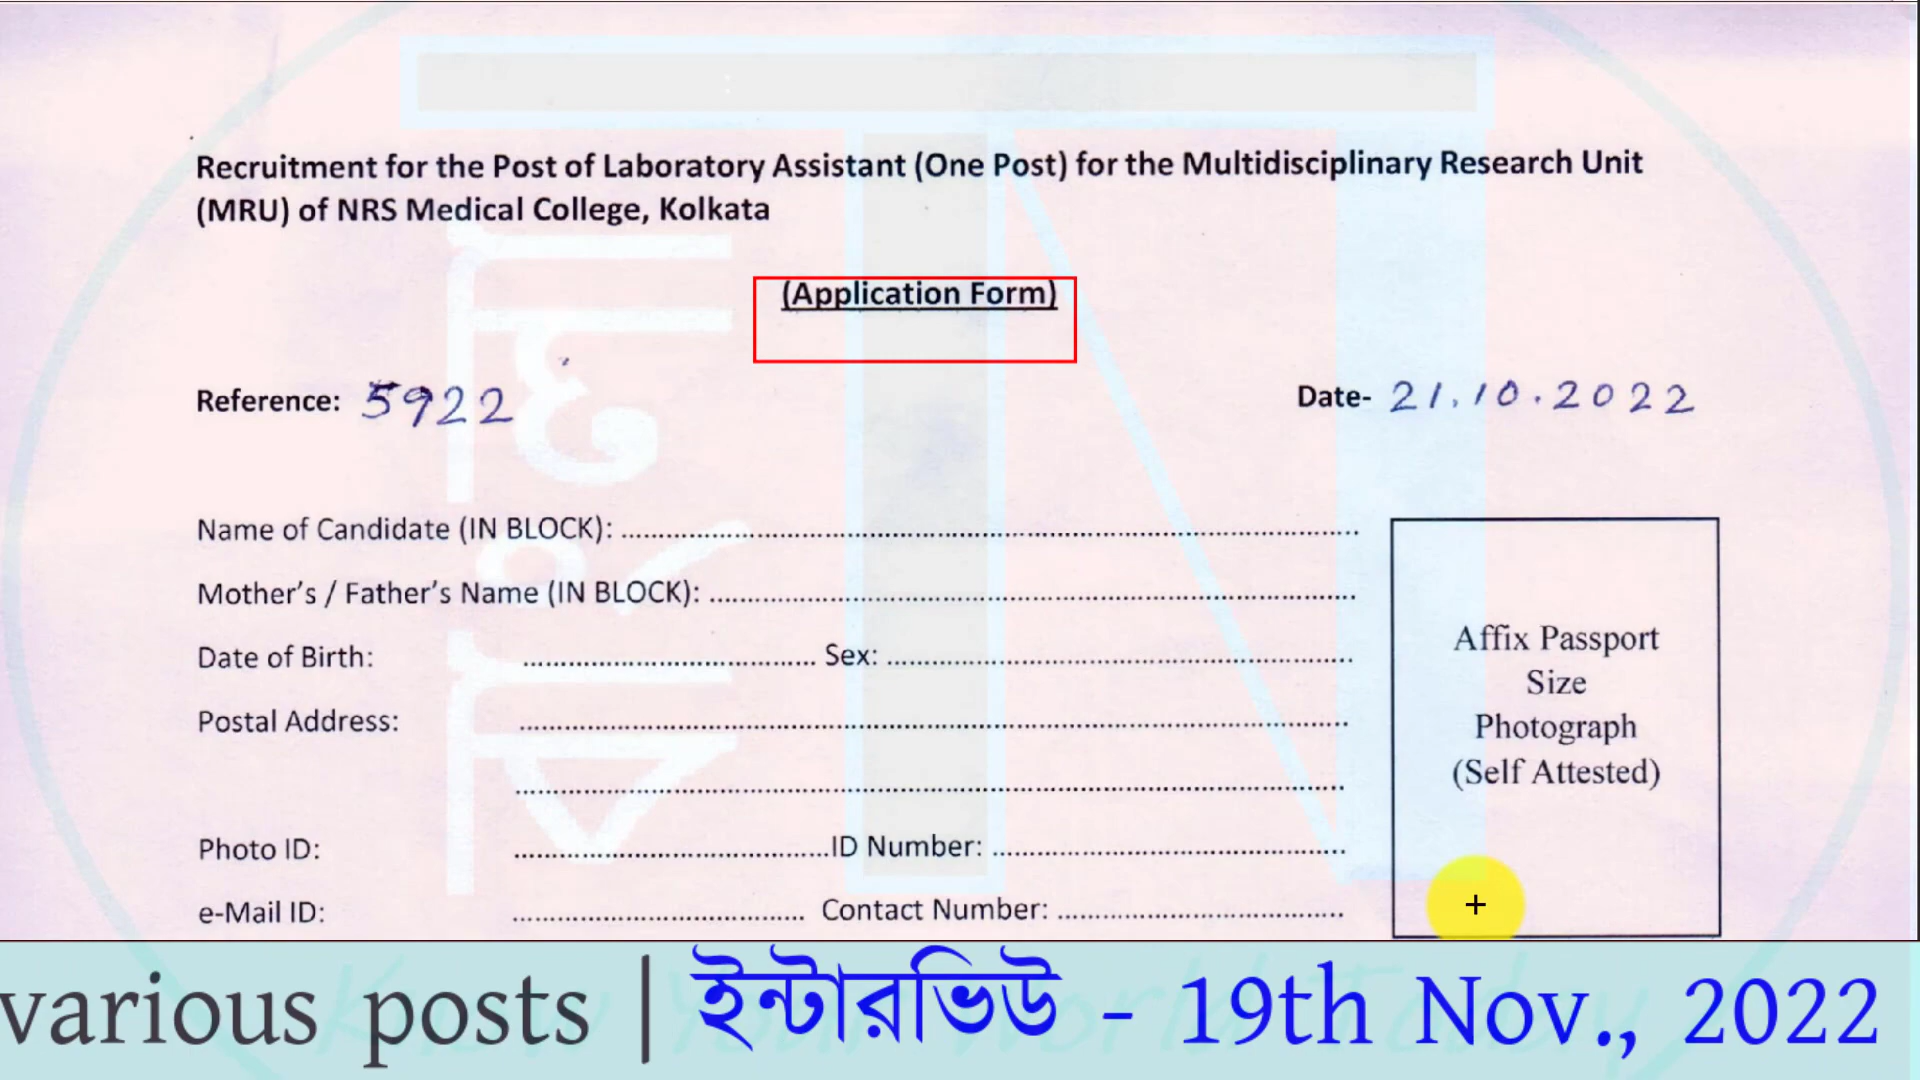 Recruitment for the Post of Laboratory Assistant (One Post) for the Multidisciplinary Research Unit
(MRU) of NRS Medical College, Kolkata
(Application Form)
Reference: 5922 Date- 21.10.2022
Name of Candidate (IN BLOCK): ................................................
Mother's / Father's Name (IN BLOCK): ................................................
Date of Birth: ........................ Sex: ................................
Postal Address: ................................................
................................................
Photo ID: ........................ID Number: ........................
e-Mail ID: ........................ Contact Number: ........................
Affix Passport
Size
Photograph
(Self Attested)
বাংলা
various posts | ইন্টারভিউ - 19th Nov., 2022